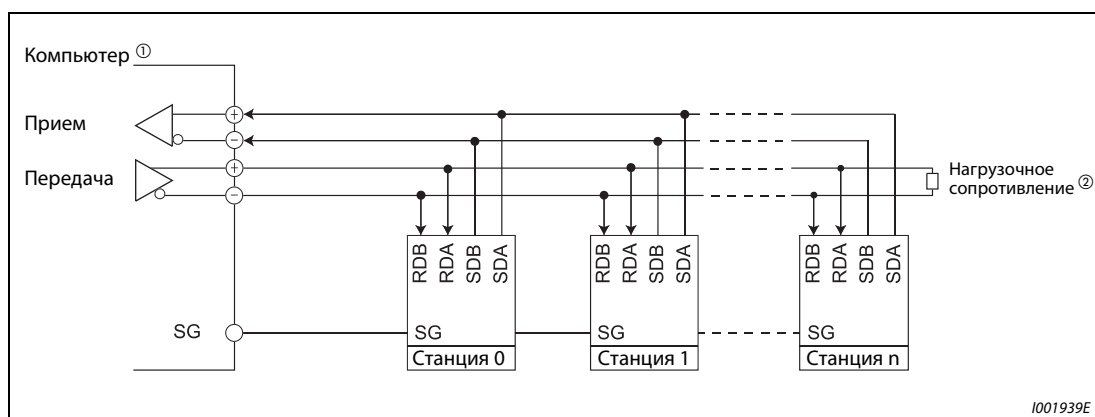 Компьютер ①
Прием
Передача
Нагрузочное
сопротивление ②
RDB RDA SDB SDA
RDB RDA SDB SDA
RDB RDA SDB SDA
SG
SG
SG
SG
Станция 0
Станция 1
Станция n
I001939E